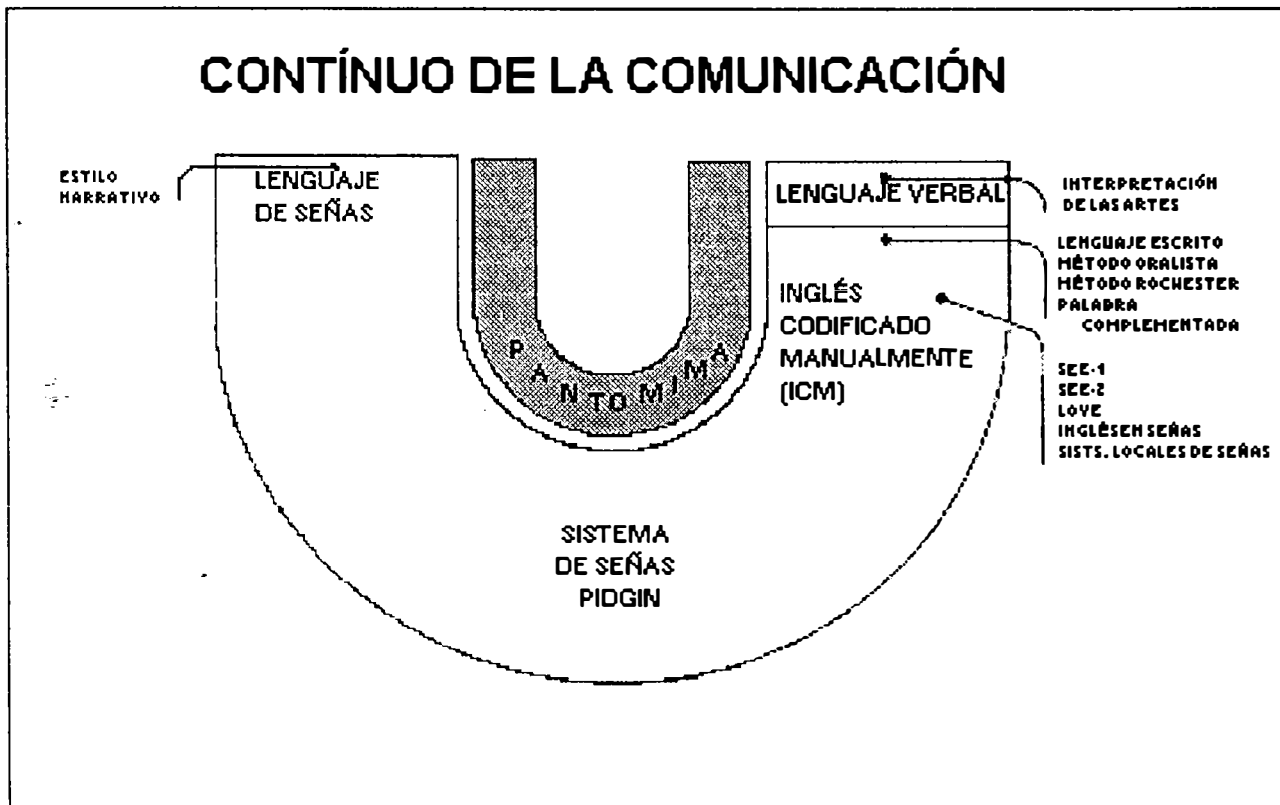 CONTÍNUO DE LA COMUNICACIÓN
ESTILO
NARRATIVO
LENGUAJE
DE SEÑAS
PANTOMIMA
LENGUAJE VERBAL
INTERPRETACIÓN
DE LAS ARTES
LENGUAJE ESCRITO
MÉTODO ORALISTA
MÉTODO ROCHESTER
PALABRA
COMPLEMENTADA
INGLÉS
CODIFICADO
MANUALMENTE
(ICM)
SEE-1
SEE-2
LOVE
INGLÉS EN SEÑAS
SISTS. LOCALES DE SEÑAS
SISTEMA
DE SEÑAS
PIDGIN